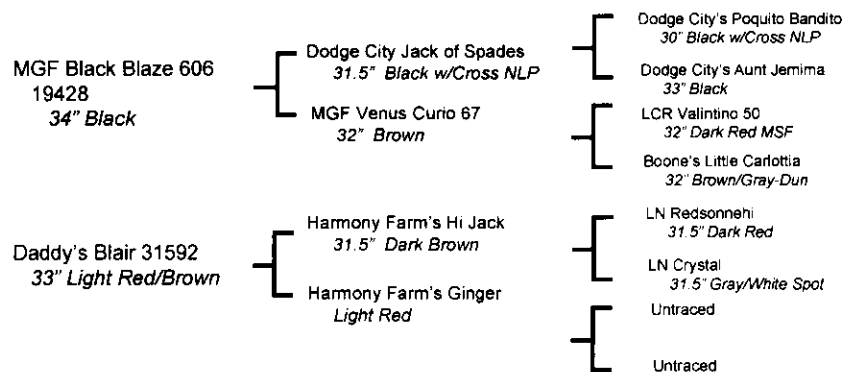 MGF Black Blaze 606
19428
34" Black
Dodge City Jack of Spades
31.5" Black w/Cross NLP
MGF Venus Curio 67
32" Brown
Dodge City's Poquito Bandito
30" Black w/Cross NLP
Dodge City's Aunt Jemima
33" Black
LCR Valintino 50
32" Dark Red MSF
Boone's Little Carlottia
32" Brown/Gray-Dun
Daddy's Blair 31592
33" Light Red/Brown
Harmony Farm's Hi Jack
31.5" Dark Brown
Harmony Farm's Ginger
Light Red
LN Redsonnehi
31.5" Dark Red
LN Crystal
31.5" Gray/White Spot
Untraced
Untraced